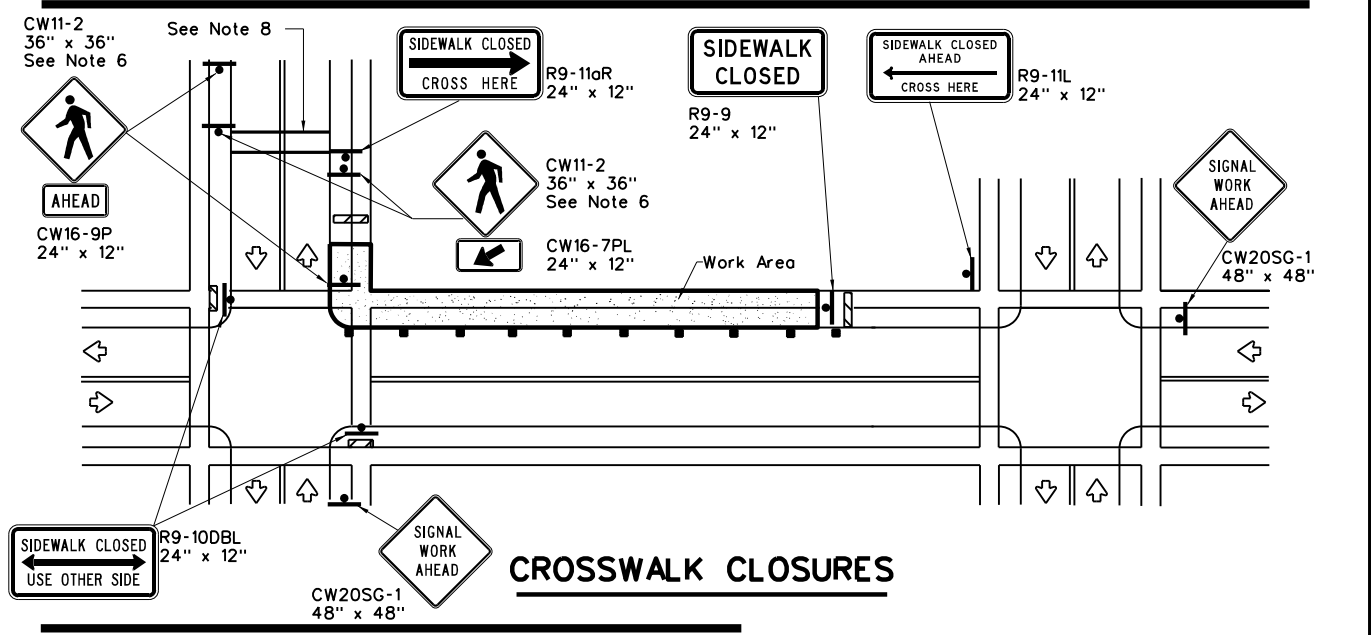 CW11-2
36" x 36"
See Note 6
See Note 8
SIDEWALK CLOSED
CROSS HERE
R9-11aR
24" x 12"
SIDEWALK
CLOSED
R9-9
24" x 12"
SIDEWALK CLOSED
AHEAD
CROSS HERE
R9-11L
24" x 12"
AHEAD
CW16-9P
24" x 12"
CW11-2
36" x 36"
See Note 6
CW16-7PL
24" x 12"
Work Area
SIGNAL
WORK
AHEAD
CW20SG-1
48" x 48"
SIDEWALK CLOSED
USE OTHER SIDE
R9-10DBL
24" x 12"
SIGNAL
WORK
AHEAD
CW20SG-1
48" x 48"
CROSSWALK CLOSURES